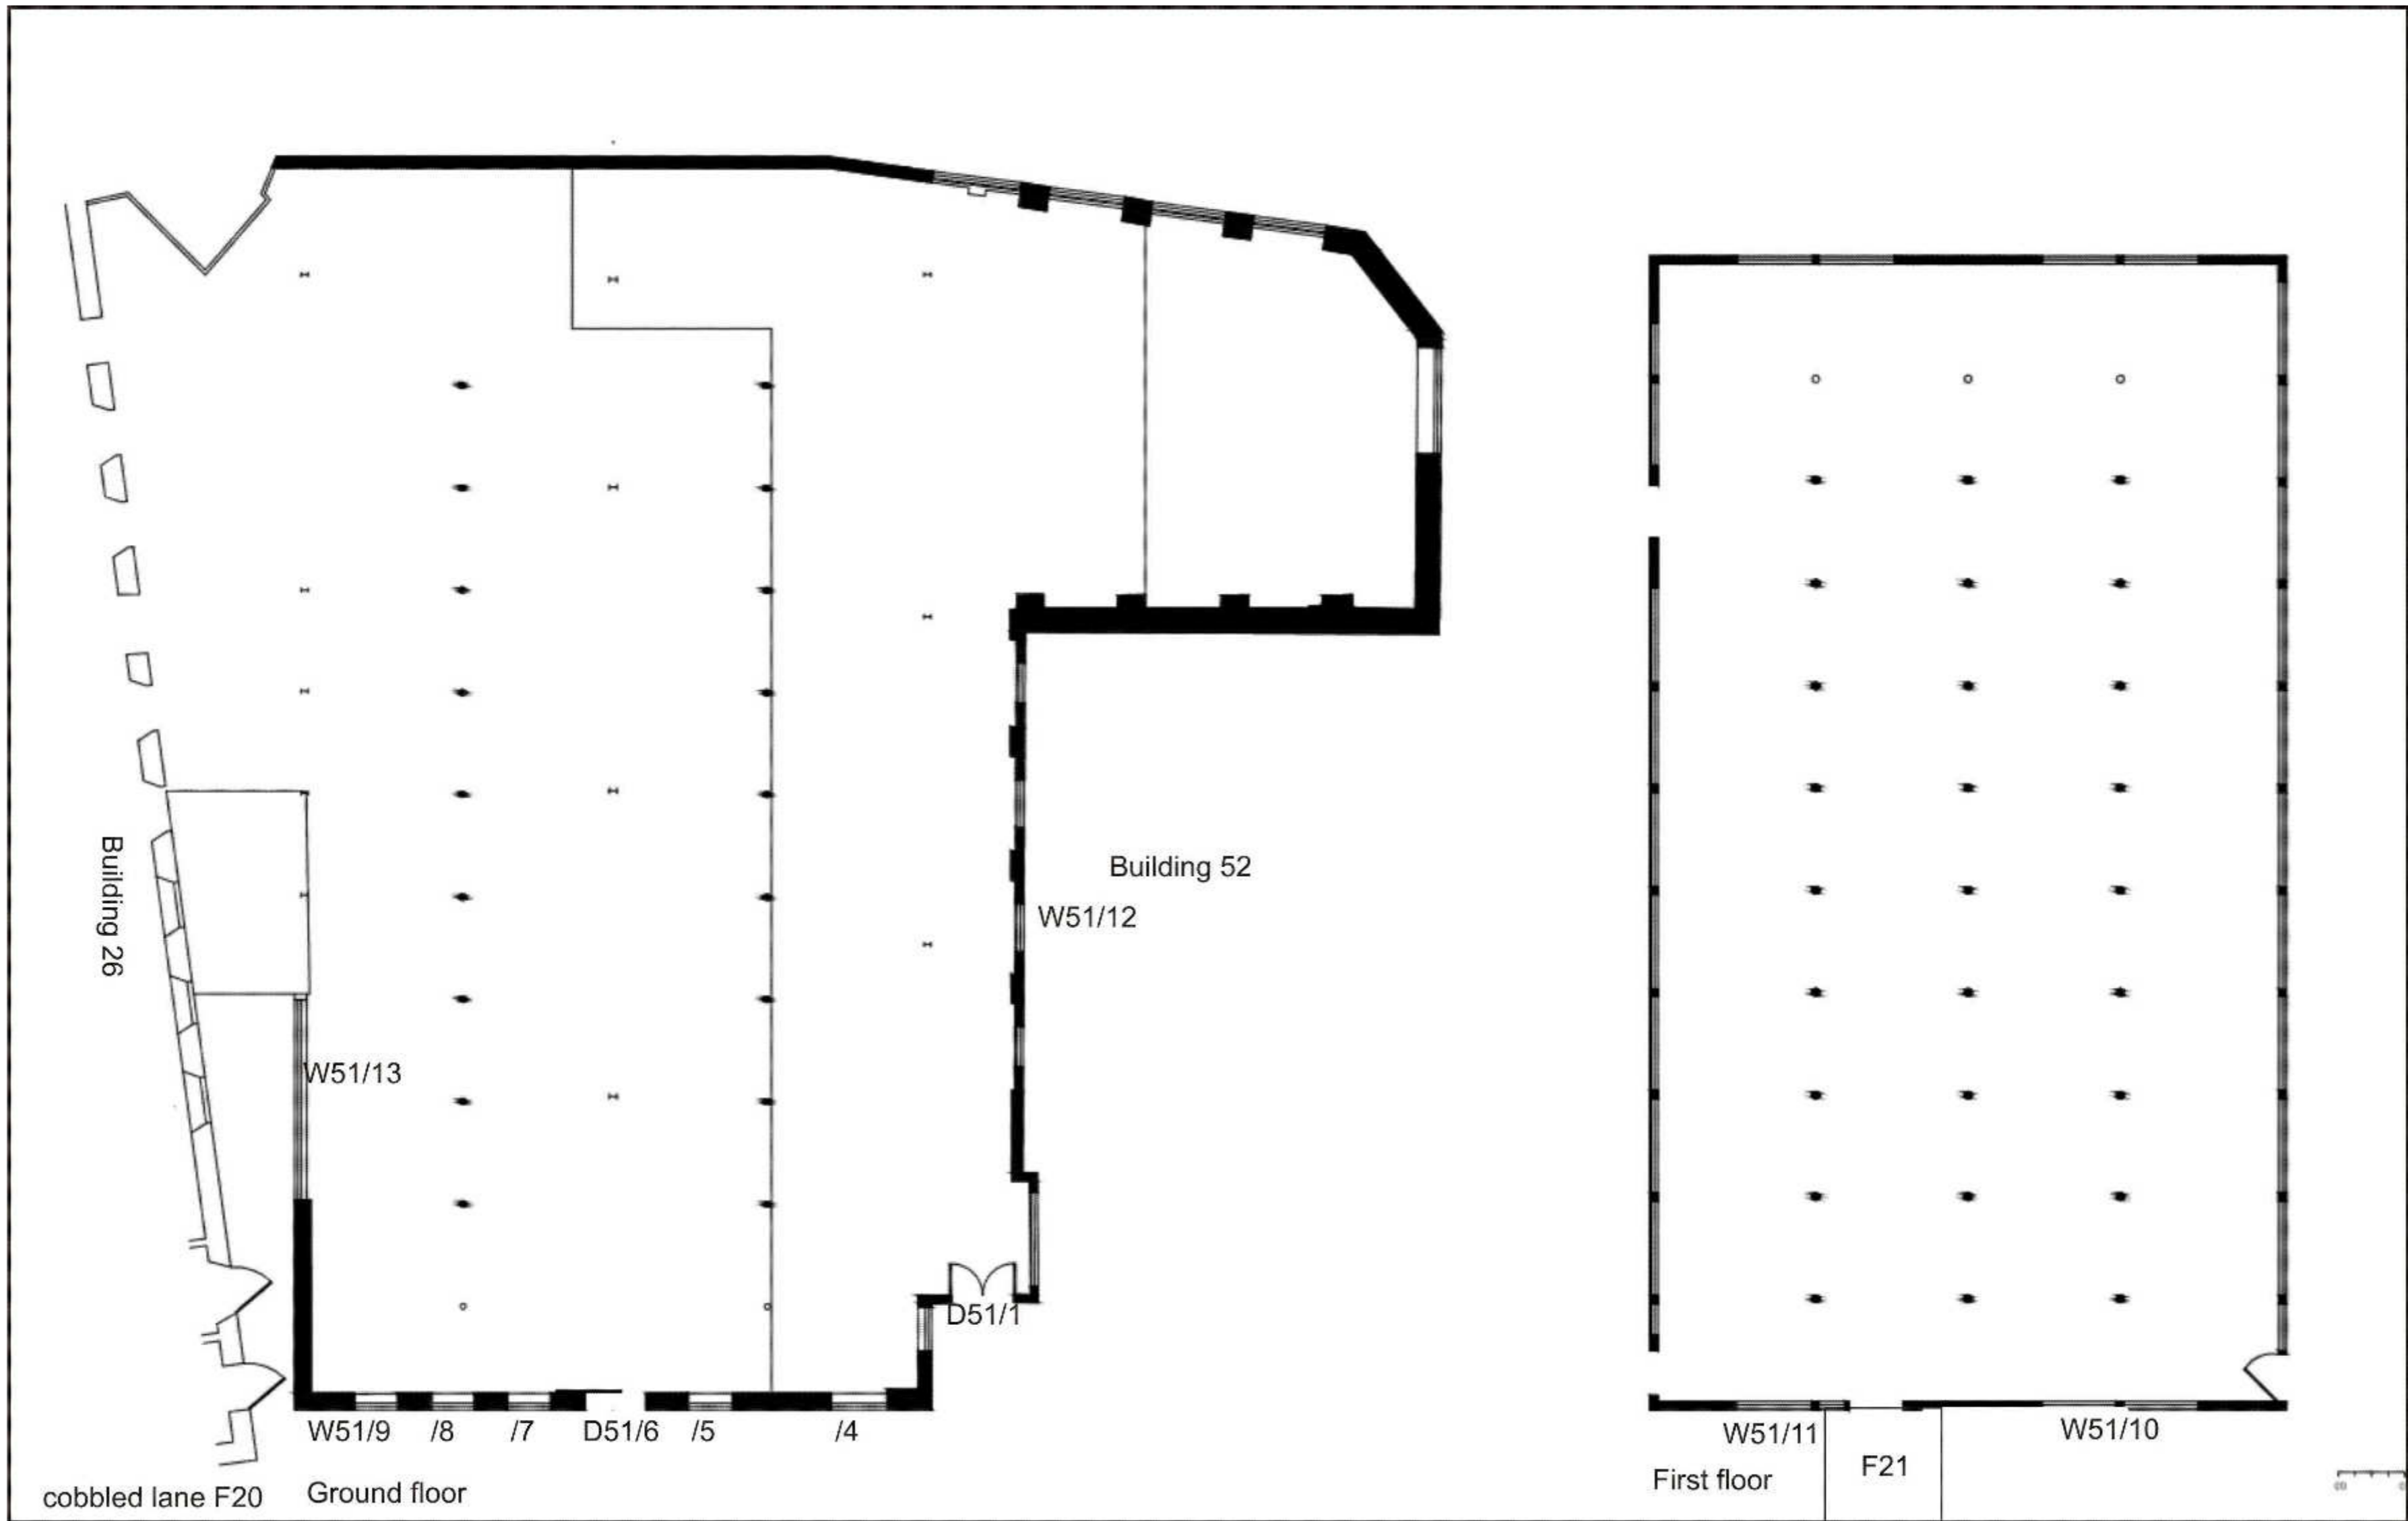 Building 26
Building 52
W51/12
W51/13
D51/1
W51/9 /8 /7 D51/6 /5 /4
W51/11 W51/10
F21
First floor
cobbled lane F20 Ground floor